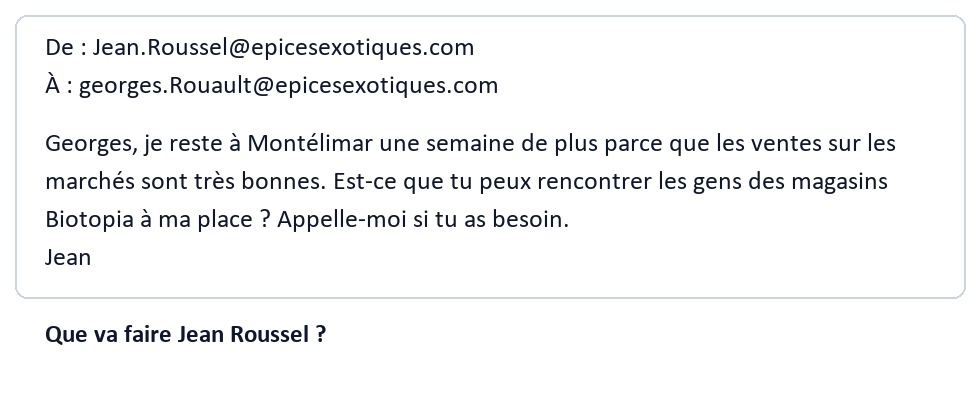 De : Jean.Roussel@epicesexotiques.com
À : georges.Rouault@epicesexotiques.com
Georges, je reste à Montélimar une semaine de plus parce que les ventes sur les
marchés sont très bonnes. Est-ce que tu peux rencontrer les gens des magasins
Biotopia à ma place ? Appelle-moi si tu as besoin.
Jean
Que va faire Jean Roussel ?